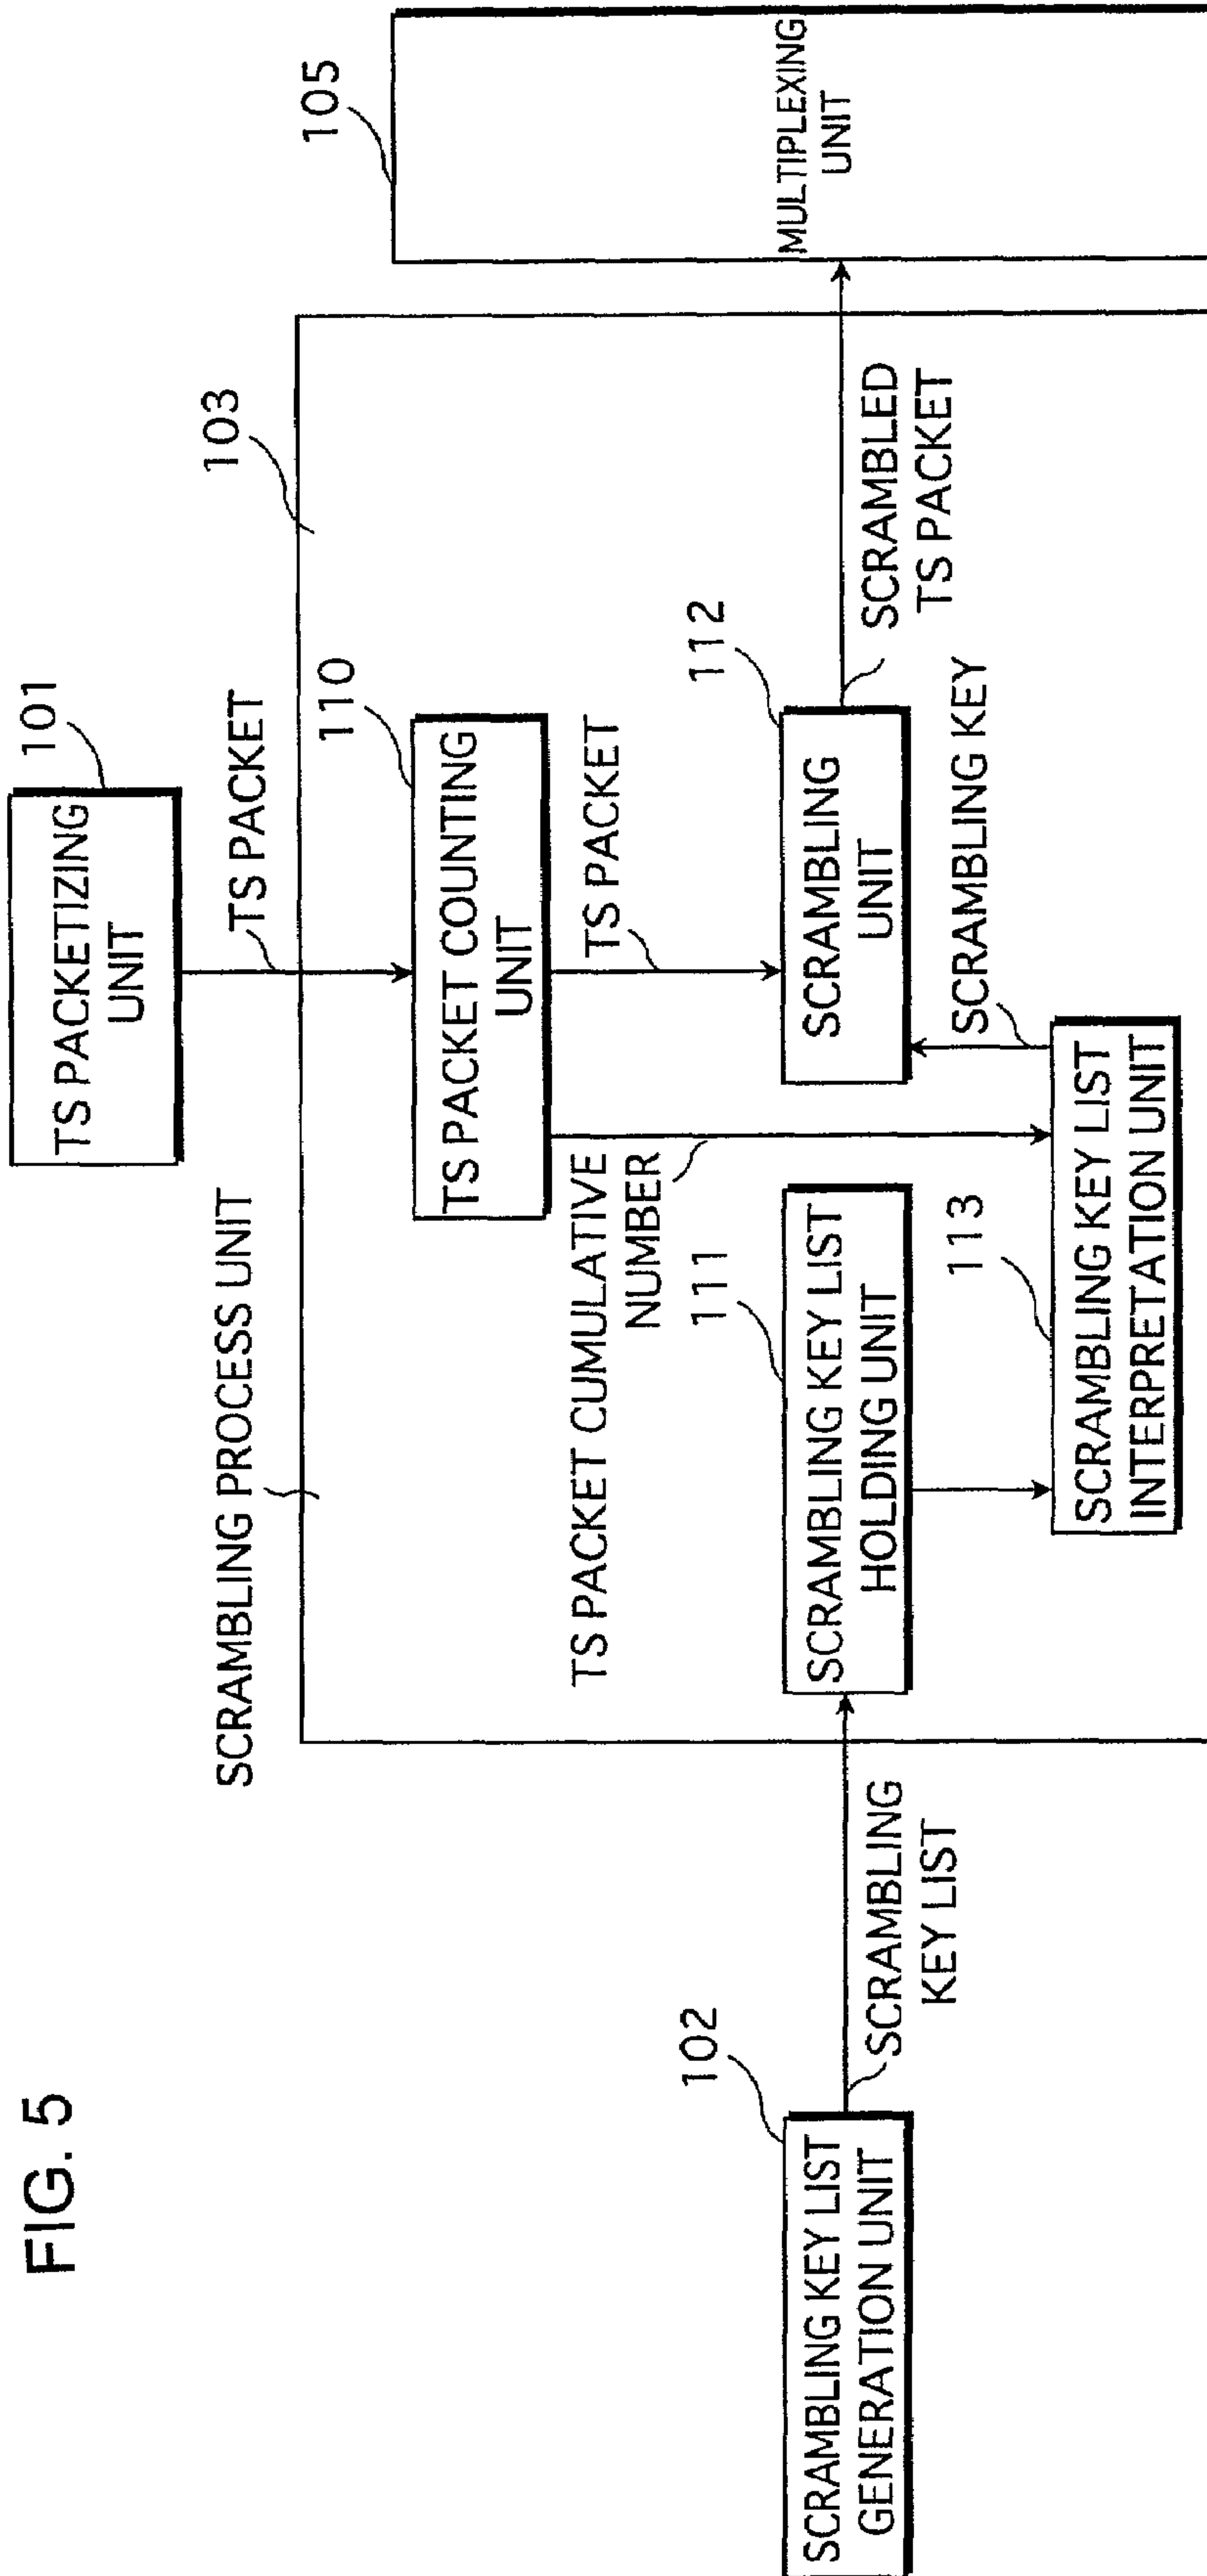 FIG. 5
TS PACKETIZING
UNIT
101
TS PACKET
SCRAMBLING PROCESS UNIT
103
105
TS PACKET COUNTING
UNIT
110
TS PACKET CUMULATIVE
NUMBER
TS PACKET
102
SCRAMBLING KEY LIST
GENERATION UNIT
SCRAMBLING
KEY LIST
111
SCRAMBLING KEY LIST
HOLDING UNIT
112
SCRAMBLING
UNIT
SCRAMBLED
TS PACKET
MULTIPLEXING
UNIT
SCRAMBLING KEY
113
SCRAMBLING KEY LIST
INTERPRETATION UNIT